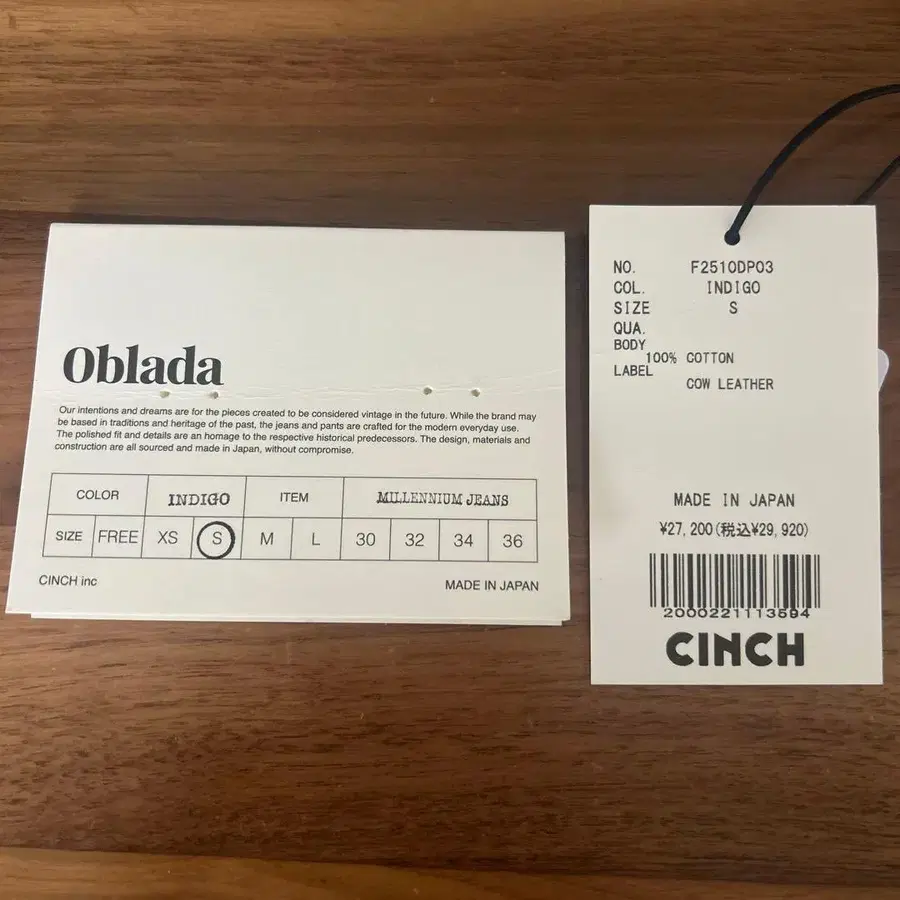 Oblada
Our intentions and dreams are for the pieces created to be considered vintage in the future. While the brand may
be based in traditions and heritage of the past, the jeans and pants are crafted for the modern everyday use.
The polished fit and details are an homage to the respective historical predecessors. The design, materials and
construction are all sourced and made in Japan, without compromise.
COLOR INDIGO ITEM MILLENNIUM JEANS
SIZE FREE XS S M L 30 32 34 36
CINCH inc MADE IN JAPAN
NO. F2510DP03
COL. INDIGO
SIZE S
QUA.
BODY
100% COTTON
LABEL
COW LEATHER
MADE IN JAPAN
¥27,200(税込¥29,920)
2000221113594
CINCH